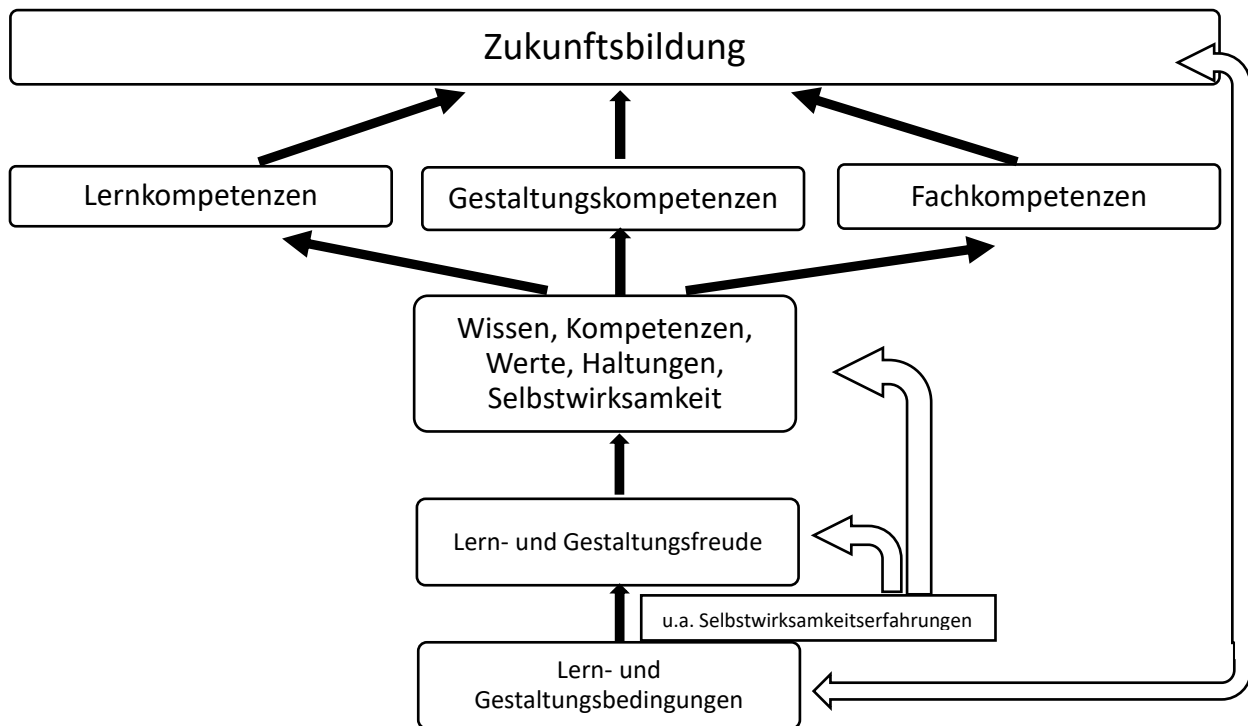 Zukunftsbildung
Lernkompetenzen
Gestaltungskompetenzen
Fachkompetenzen
Wissen, Kompetenzen,
Werte, Haltungen,
Selbstwirksamkeit
Lern- und Gestaltungsfreude
u.a. Selbstwirksamkeitserfahrungen
Lern- und
Gestaltungsbedingungen